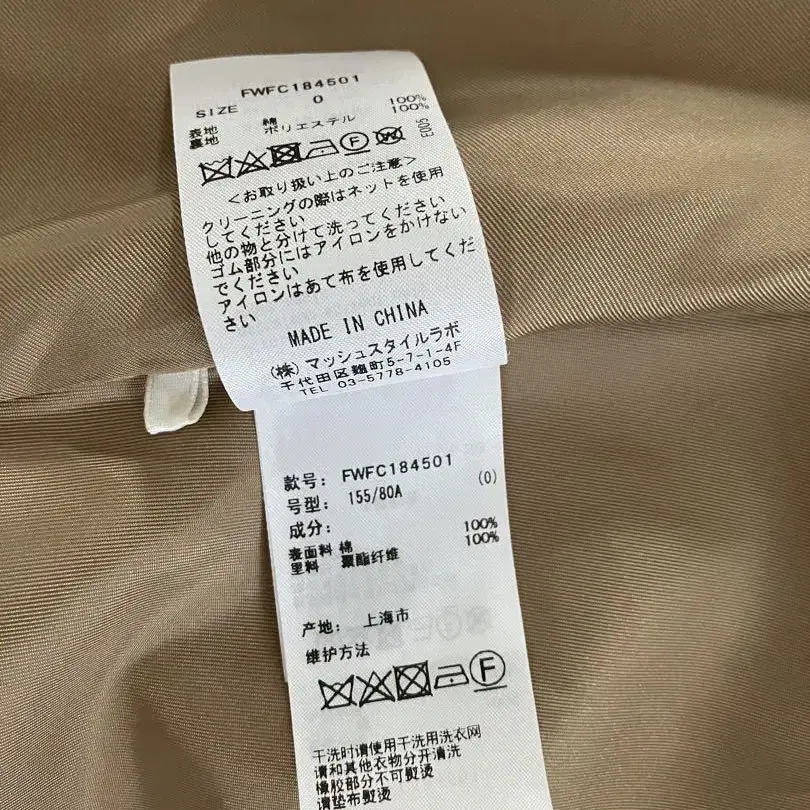 FWFC184501
SIZE 0
表地 綿 100%
裏地 ポリエステル 100%
E005
<お取り扱い上のご注意>
クリーニングの際はネットを使用
してください
他の物と分けて洗ってください
ゴム部分にはアイロンをかけない
でください
アイロンはあて布を使用してくだ
さい
MADE IN CHINA
(株)マッシュスタイルラボ
千代田区麹町5-7-1-4F
TEL 03-5778-4105
款号: FWFC184501
号型: 155/80A (0)
成分:
表面料 棉 100%
里料 聚酯纤维 100%
产地: 上海市
维护方法
F
干洗时请使用干洗用洗衣网
请和其他衣物分开清洗
橡胶部分不可熨烫
请垫布熨烫